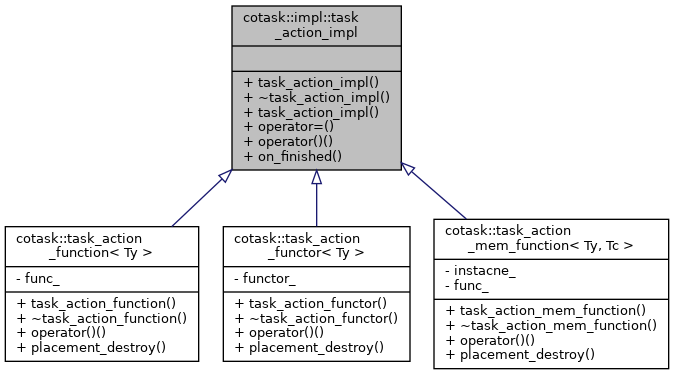 cotask::impl::task
_action_impl
+ task_action_impl()
+ ~task_action_impl()
+ task_action_impl()
+ operator=()
+ operator()()
+ on_finished()
cotask::task_action
_function< Ty >
- func_
+ task_action_function()
+ ~task_action_function()
+ operator()()
+ placement_destroy()
cotask::task_action
_functor< Ty >
- functor_
+ task_action_functor()
+ ~task_action_functor()
+ operator()()
+ placement_destroy()
cotask::task_action
_mem_function< Ty, Tc >
- instacne_
- func_
+ task_action_mem_function()
+ ~task_action_mem_function()
+ operator()()
+ placement_destroy()